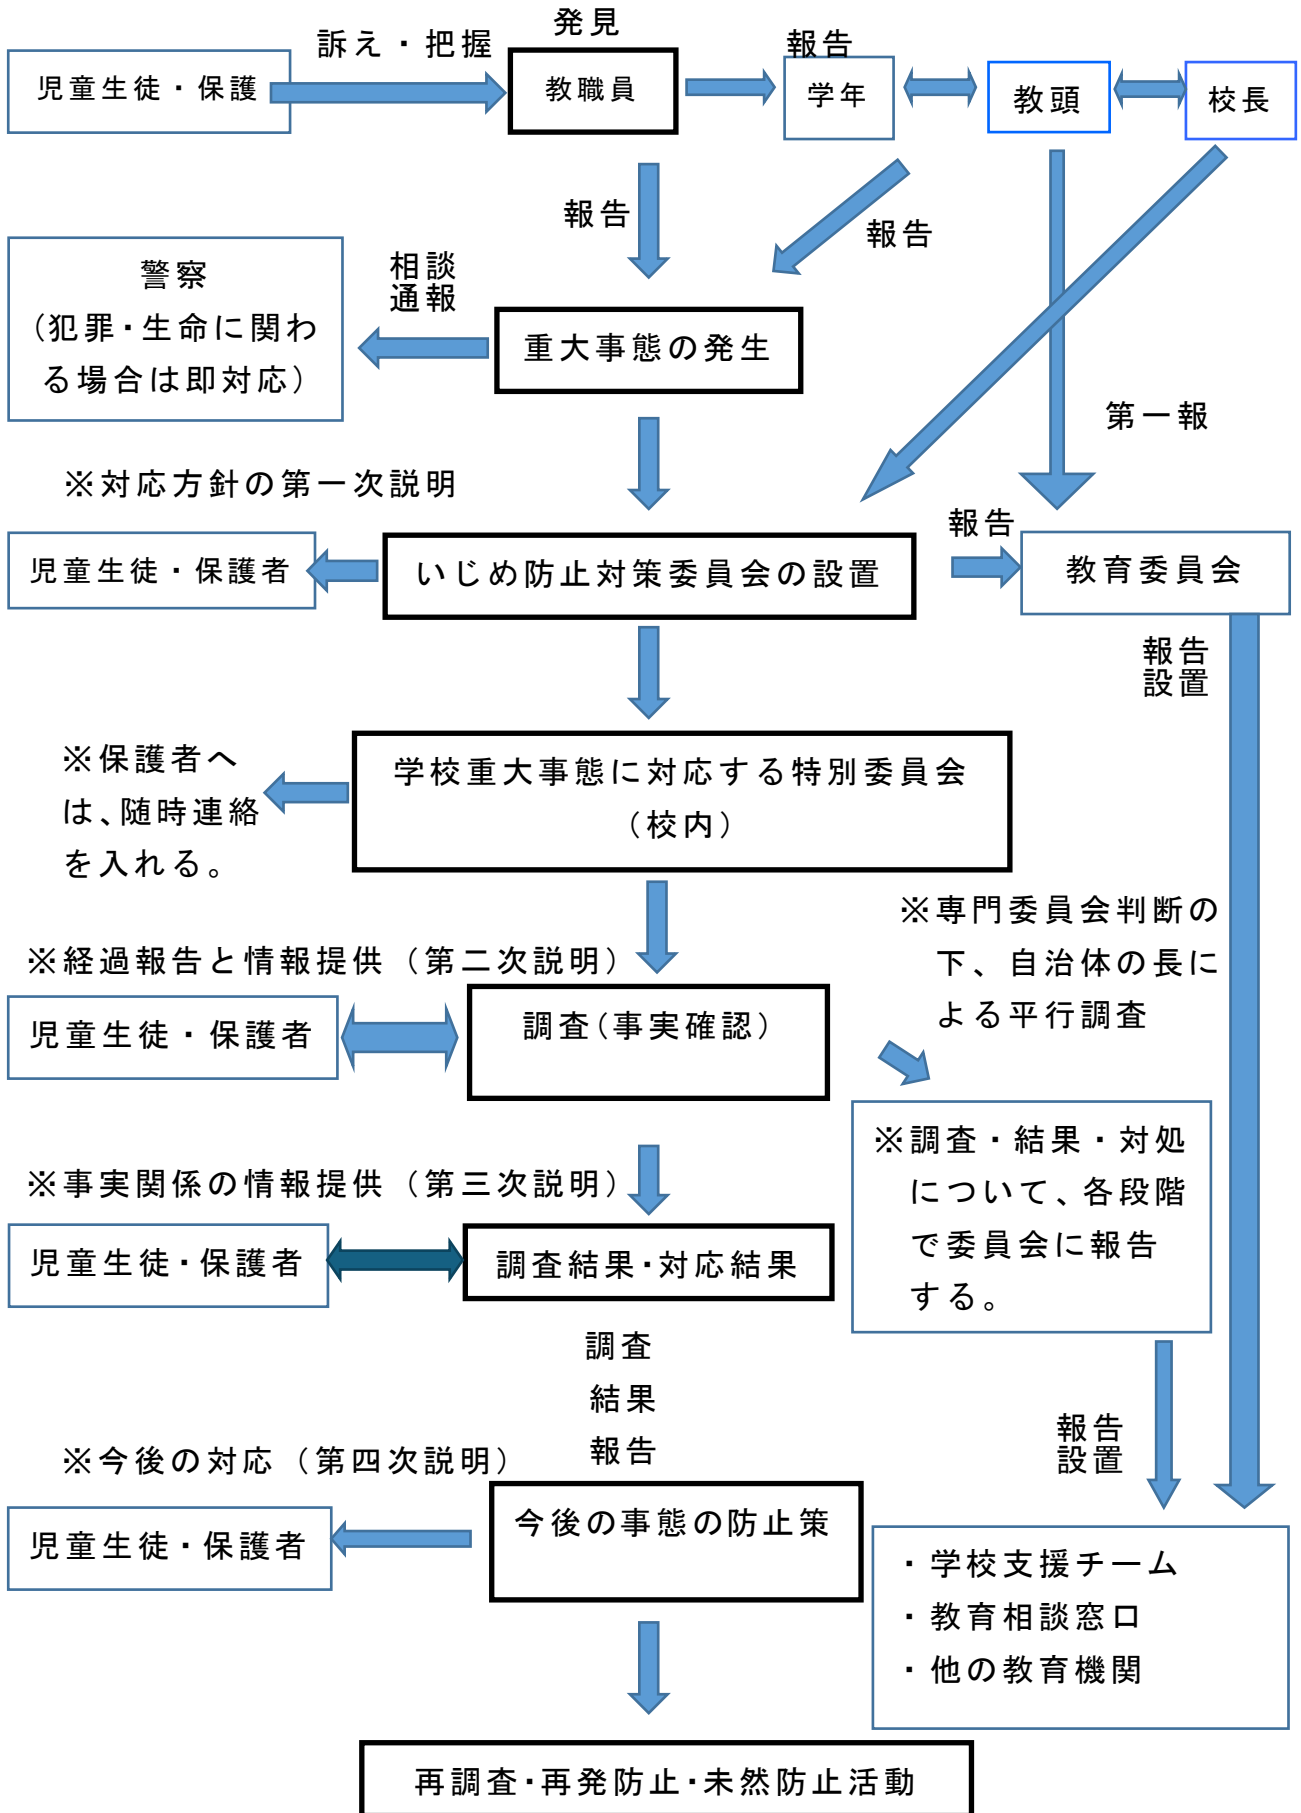 発見
訴え・把握
報告
児童生徒・保護
教職員
学年
教頭
校長
報告
報告
相談
通報
警察
(犯罪・生命に関わ
る場合は即対応)
重大事態の発生
第一報
※対応方針の第一次説明
報告
児童生徒・保護者
いじめ防止対策委員会の設置
教育委員会
報告
設置
※保護者へ
は、随時連絡
を入れる。
学校重大事態に対応する特別委員会
(校内)
※専門委員会判断の
下、自治体の長に
よる平行調査
※経過報告と情報提供(第二次説明)
児童生徒・保護者
調査(事実確認)
※調査・結果・対処
について、各段階
で委員会に報告
する。
※事実関係の情報提供(第三次説明)
児童生徒・保護者
調査結果・対応結果
調査
結果
報告
報告
設置
※今後の対応(第四次説明)
児童生徒・保護者
今後の事態の防止策
・学校支援チーム
・教育相談窓口
・他の教育機関
再調査・再発防止・未然防止活動